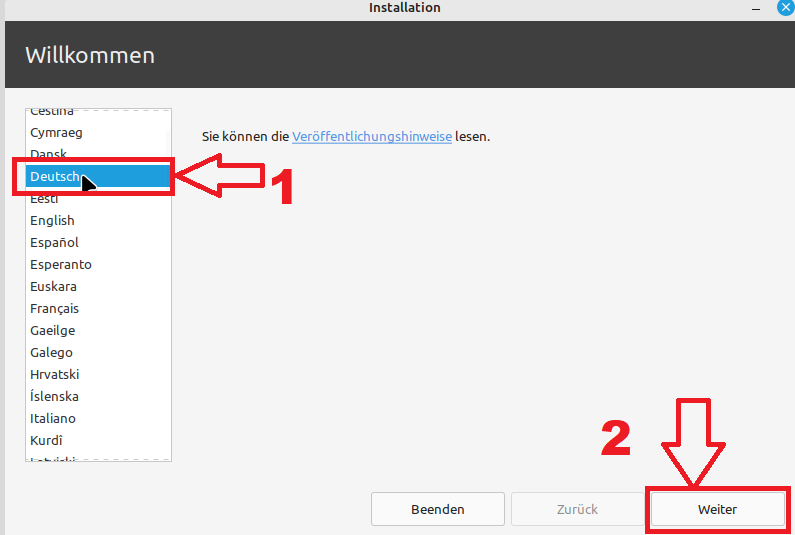 Installation
Willkommen
Čeština
Cymraeg
Dansk
Deutsch
Eesti
English
Español
Esperanto
Euskara
Français
Gaeilge
Galego
Hrvatski
Íslenska
Italiano
Kurdî
Latviski
Sie können die Veröffentlichungshinweise lesen.
1
2
Beenden
Zurück
Weiter